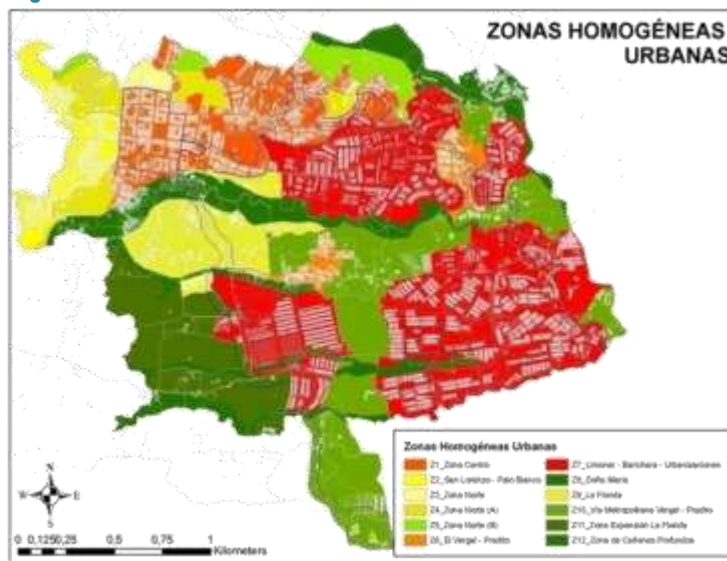 ZONAS HOMOGÉNEAS
URBANAS
N
W E
S
0 0,125 0,25 0,5 0,75 1
Kilometers
Zonas Homogéneas Urbanas
Z1_Zona Centro
Z2_San Lorenzo - Palo Blanco
Z3_Zona Norte
Z4_Zona Norte (A)
Z5_Zona Norte (B)
Z6_El Vergel - Pradito
Z7_Limonar - Barichara - Urbanizaciones
Z8_Doña María
Z9_La Florida
Z10_Vía Metropolitana Vergel - Pradito
Z11_Zona Expansión La Florida
Z12_Zona de Cañones Profundos